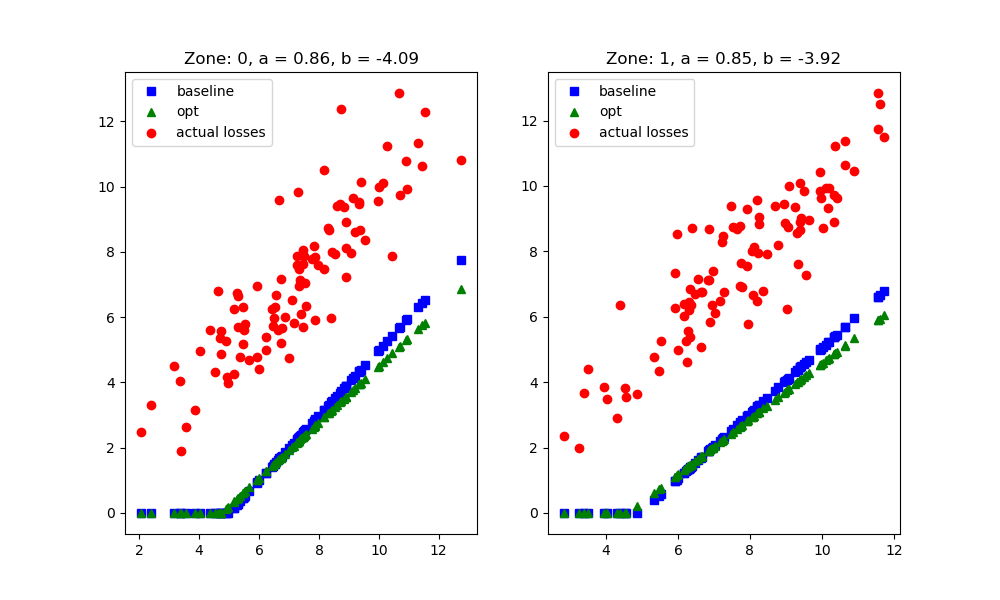 Zone: 0, a = 0.86, b = -4.09
baseline
opt
actual losses
12
10
8
6
4
2
0
2 4 6 8 10 12
Zone: 1, a = 0.85, b = -3.92
baseline
opt
actual losses
12
10
8
6
4
2
0
4 6 8 10 12